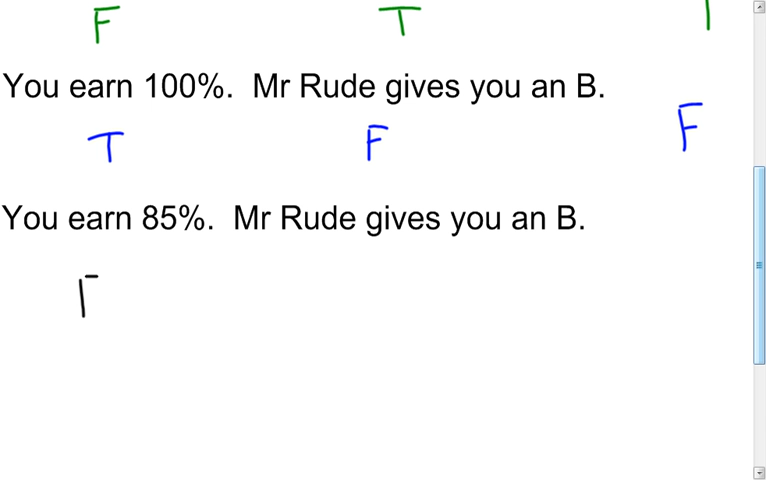 F T
You earn 100%. Mr Rude gives you an B.
T F F
You earn 85%. Mr Rude gives you an B.